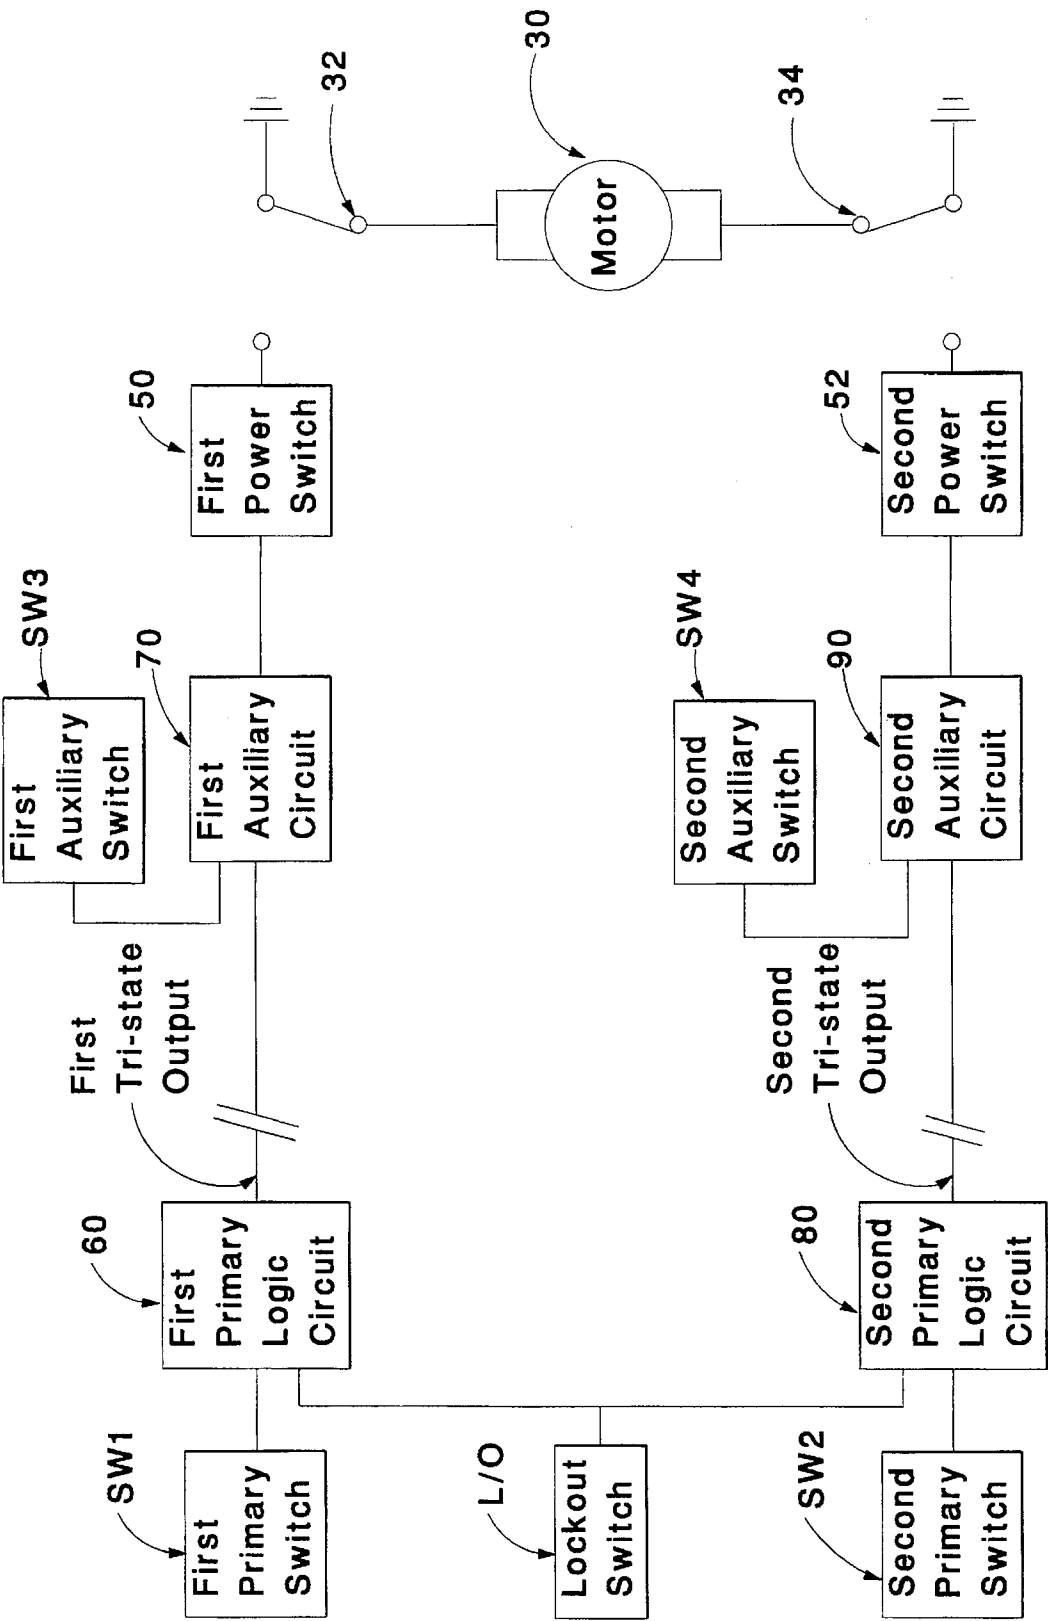 SW1
First
Primary
Switch
60
First
Primary
Logic
Circuit
First
Tri-state
Output
SW3
First
Auxiliary
Switch
70
First
Auxiliary
Circuit
50
First
Power
Switch
32
30
Motor
34
L/O
Lockout
Switch
SW2
Second
Primary
Switch
80
Second
Primary
Logic
Circuit
Second
Tri-state
Output
SW4
Second
Auxiliary
Switch
90
Second
Auxiliary
Circuit
52
Second
Power
Switch